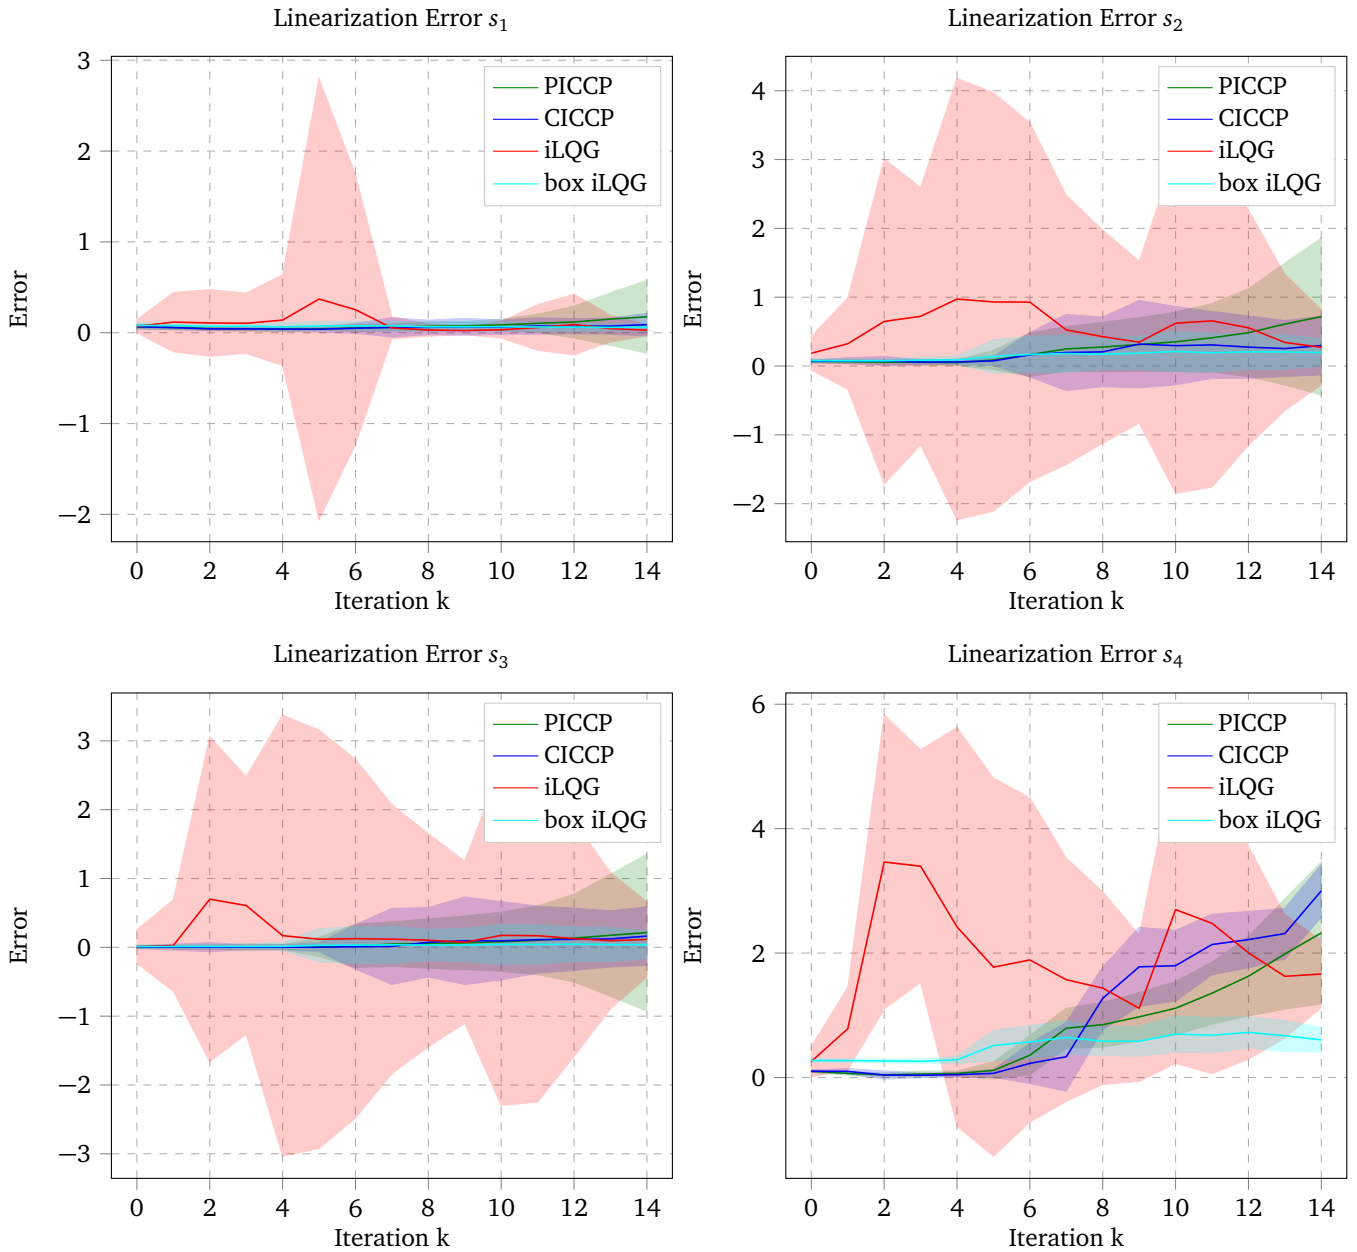 Linearization Error s1
3
2
1
0
−1
−2
Error
0 2 4 6 8 10 12 14
Iteration k
PICCP
CICCP
iLQG
box iLQG
Linearization Error s2
4
3
2
1
0
−1
−2
Error
0 2 4 6 8 10 12 14
Iteration k
PICCP
CICCP
iLQG
box iLQG
Linearization Error s3
3
2
1
0
−1
−2
−3
Error
0 2 4 6 8 10 12 14
Iteration k
PICCP
CICCP
iLQG
box iLQG
Linearization Error s4
6
4
2
0
Error
0 2 4 6 8 10 12 14
Iteration k
PICCP
CICCP
iLQG
box iLQG